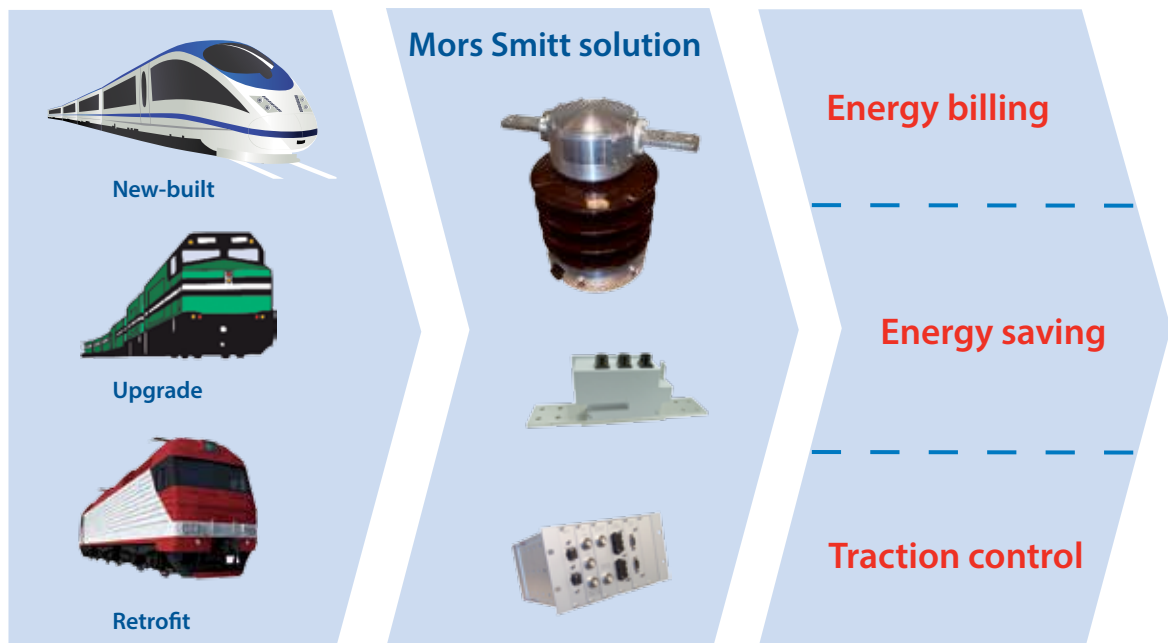 New-built
Upgrade
Retrofit
Mors Smitt solution
Energy billing
Energy saving
Traction control